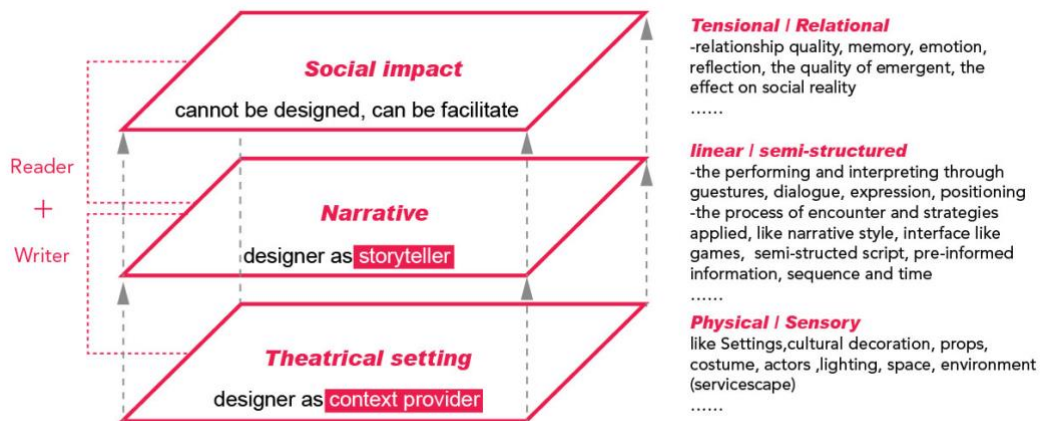 Social impact
cannot be designed, can be facilitate
Reader
+
Writer
Narrative
designer as storyteller
Theatrical setting
designer as context provider
Tensional / Relational
-relationship quality, memory, emotion,
reflection, the quality of emergent, the
effect on social reality
......
linear / semi-structured
-the performing and interpreting through
guestures, dialogue, expression, positioning
-the process of encounter and strategies
applied, like narrative style, interface like
games, semi-structed script, pre-informed
information, sequence and time
......
Physical / Sensory
like Settings,cultural decoration, props,
costume, actors ,lighting, space, environment
(servicescape)
......